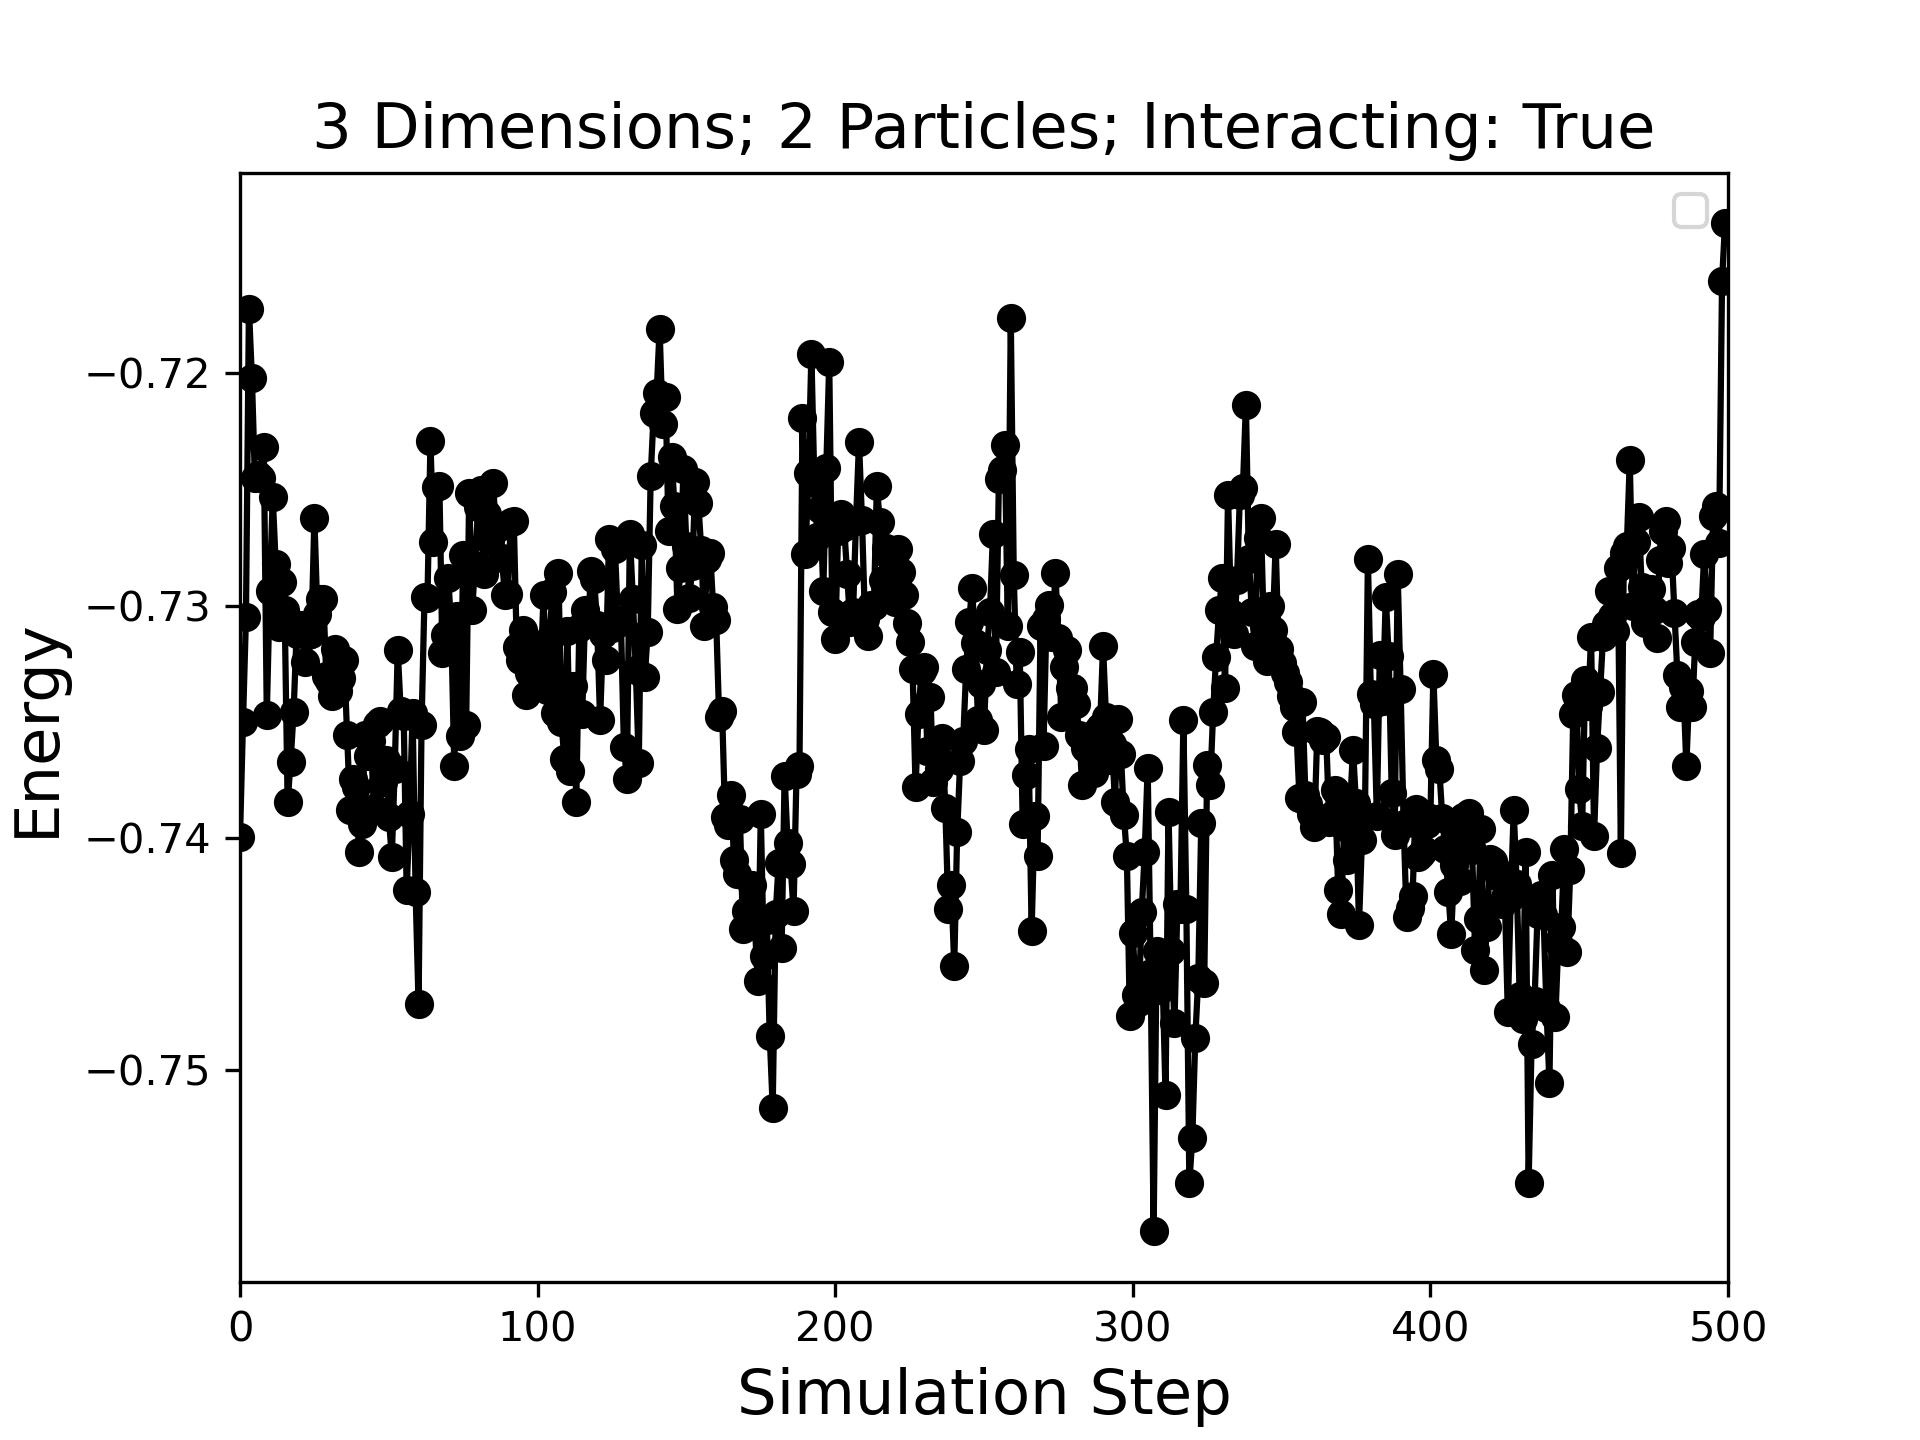 3 Dimensions; 2 Particles; Interacting: True
Energy
−0.72
−0.73
−0.74
−0.75
0 100 200 300 400 500
Simulation Step